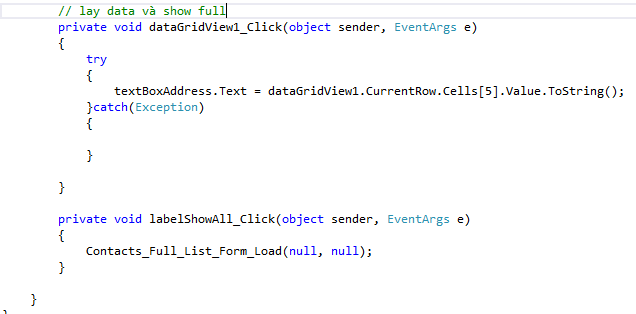 // lay data và show full
private void dataGridView1_Click(object sender, EventArgs e)
{
try
{
textBoxAddress.Text = dataGridView1.CurrentRow.Cells[5].Value.ToString();
}catch(Exception)
{
}
}
private void labelShowAll_Click(object sender, EventArgs e)
{
Contacts_Full_List_Form_Load(null, null);
}
}